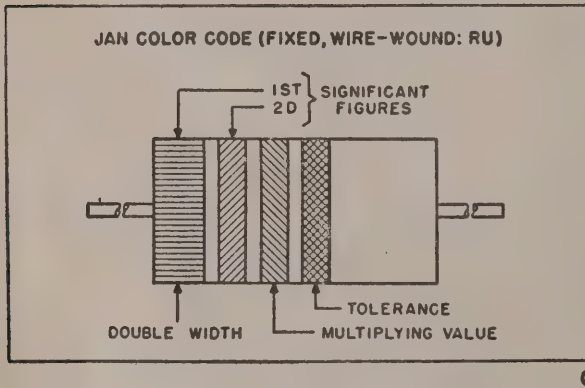 JAN COLOR CODE (FIXED, WIRE-WOUND: RU)
1ST
2D
SIGNIFICANT
FIGURES
TOLERANCE
DOUBLE WIDTH
MULTIPLYING VALUE